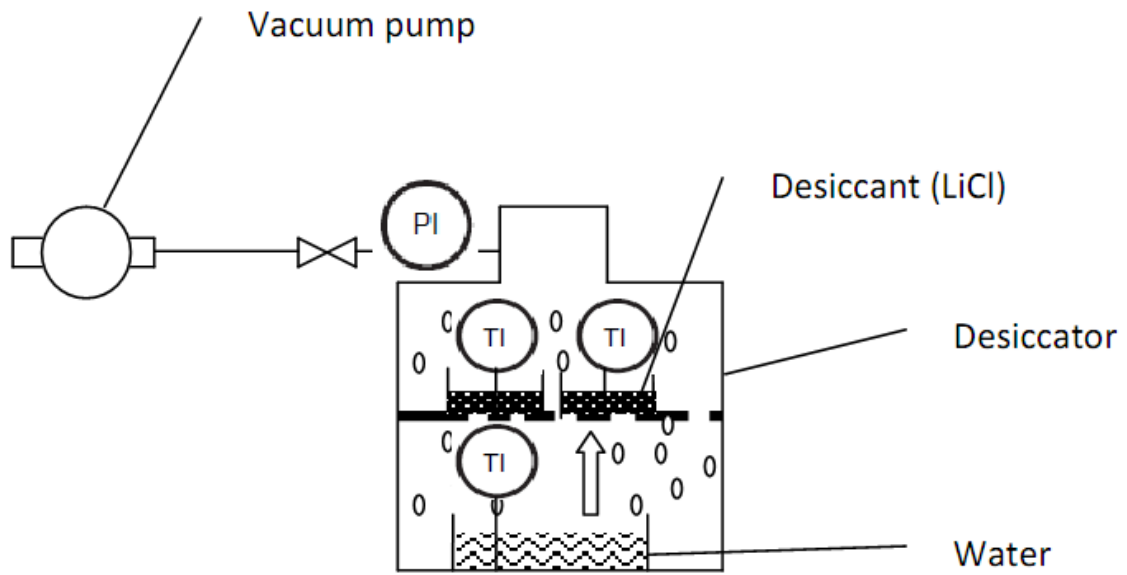 Vacuum pump
Desiccant (LiCl)
PI
TI
TI
Desiccator
TI
Water